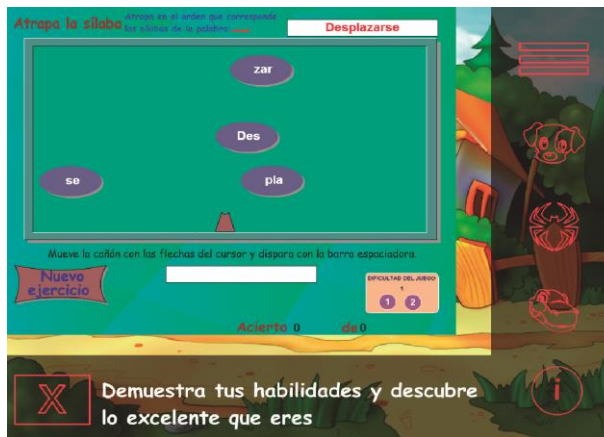 Atrapa la sílaba
Atrapa en el orden que corresponde
las sílabas de la palabra:
Desplazarse
zar
Des
se
pla
Mueve la cañón con las flechas del cursor y dispara con la barra espaciadora.
Nuevo
ejercicio
DIFICULTAD DEL JUEGO
1
1 2
Acierto 0 de 0
X
Demuestra tus habilidades y descubre
lo excelente que eres
i